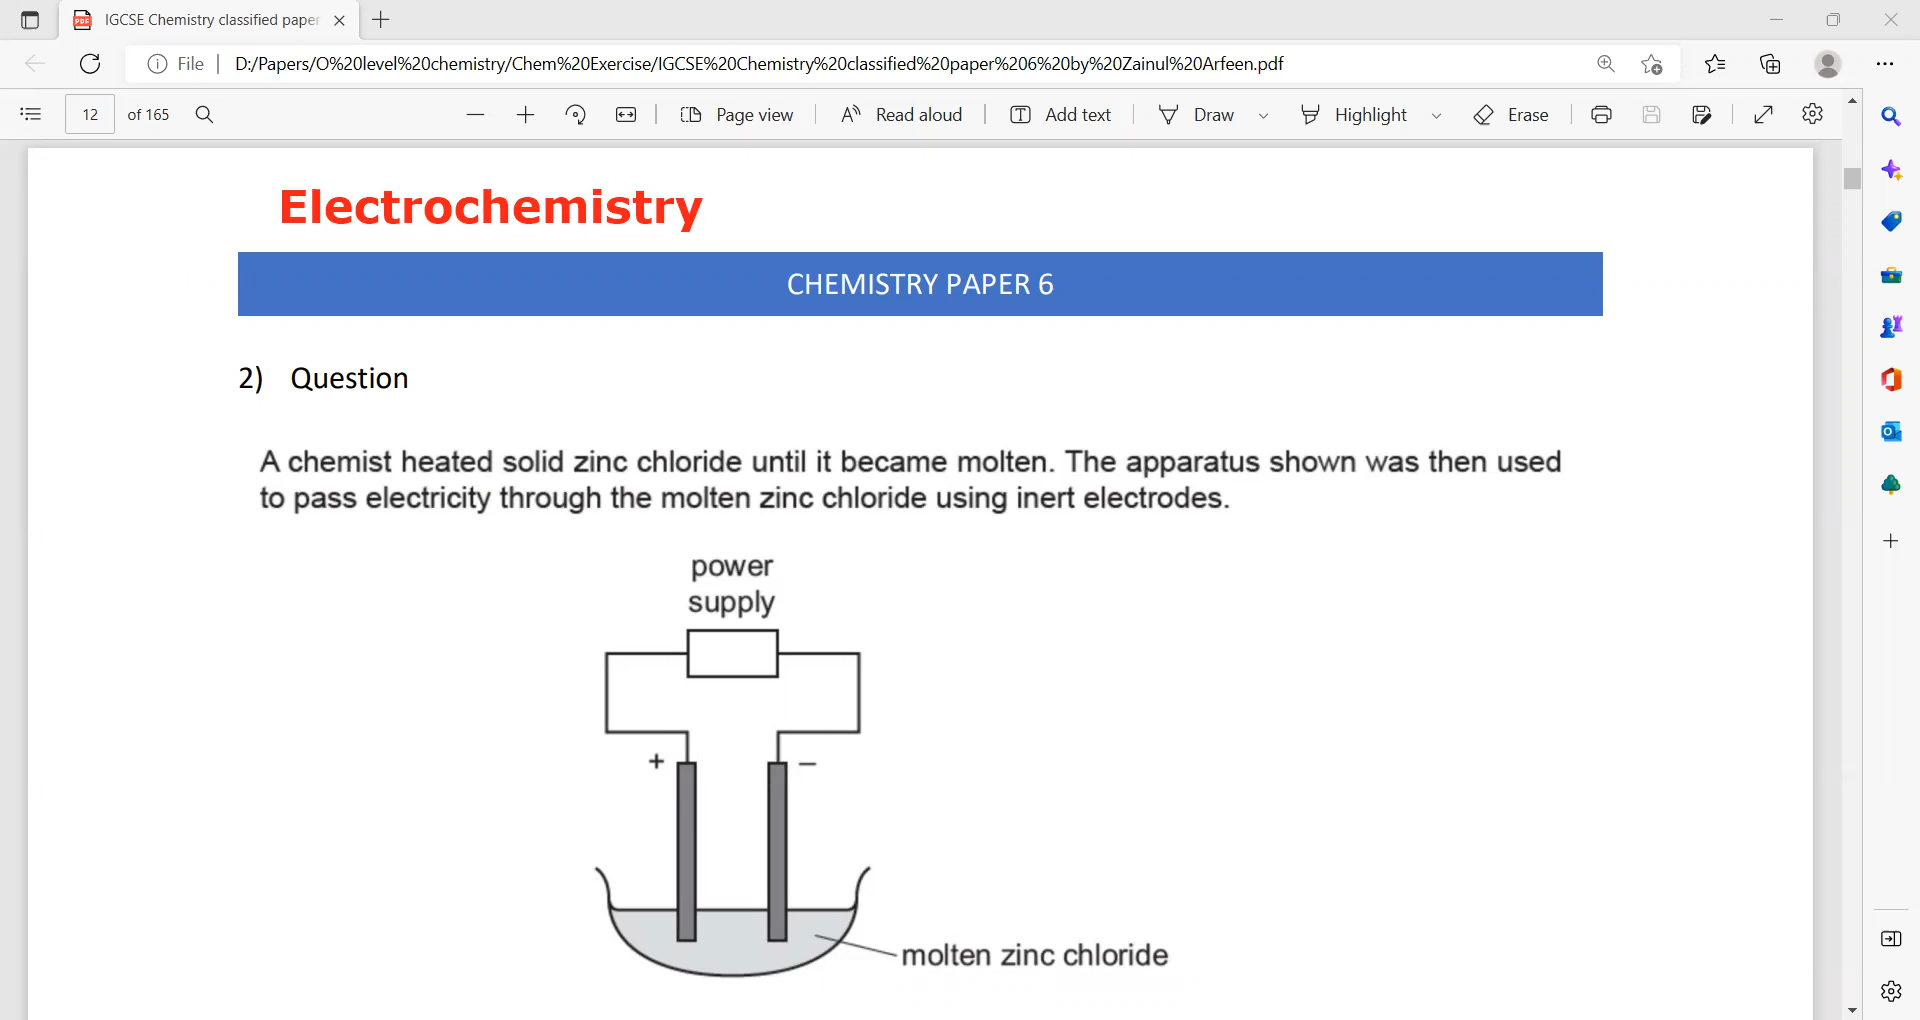 IGCSE Chemistry classified paper
File
D:/Papers/O%20level%20chemistry/Chem%20Exercise/IGCSE%20Chemistry%20classified%20paper%206%20by%20Zainul%20Arfeen.pdf
12 of 165
Page view
Read aloud
Add text
Draw
Highlight
Erase
Electrochemistry
CHEMISTRY PAPER 6
2) Question
A chemist heated solid zinc chloride until it became molten. The apparatus shown was then used
to pass electricity through the molten zinc chloride using inert electrodes.
power
supply
+ –
molten zinc chloride